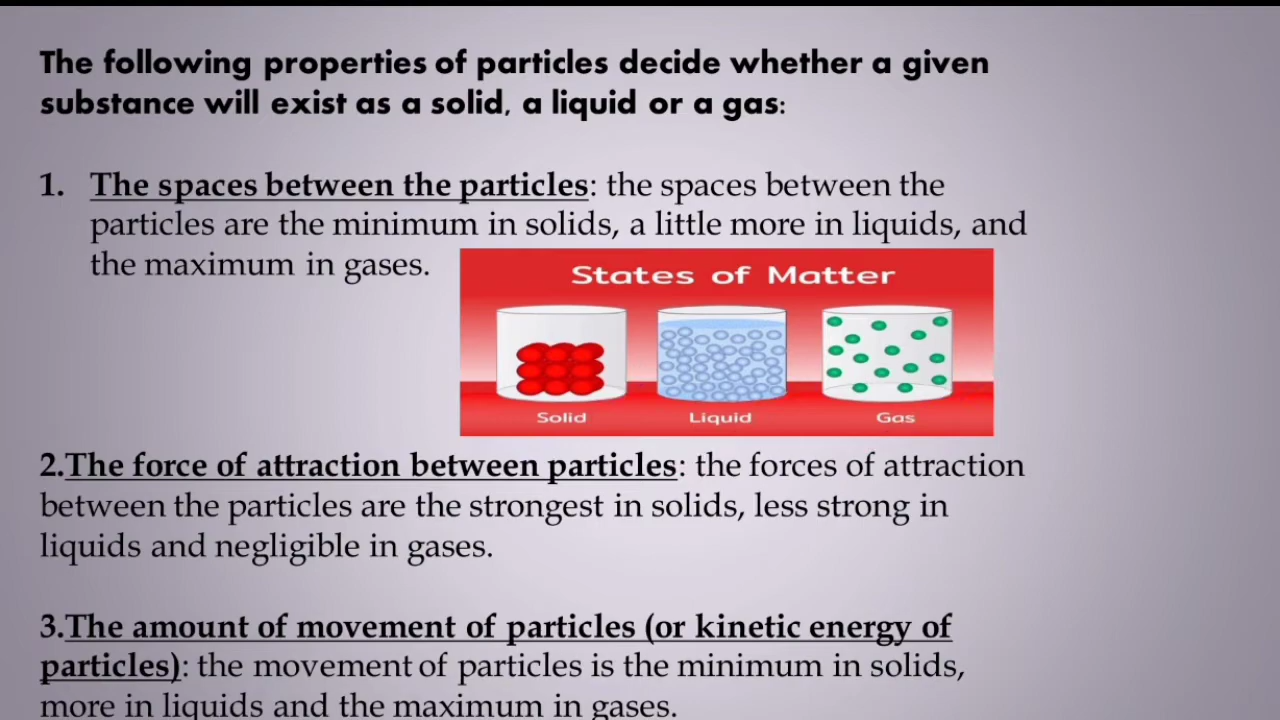 The following properties of particles decide whether a given
substance will exist as a solid, a liquid or a gas:
1. The spaces between the particles: the spaces between the
particles are the minimum in solids, a little more in liquids, and
the maximum in gases.
States of Matter
Solid
Liquid
Gas
2.The force of attraction between particles: the forces of attraction
between the particles are the strongest in solids, less strong in
liquids and negligible in gases.
3.The amount of movement of particles (or kinetic energy of
particles): the movement of particles is the minimum in solids,
more in liquids and the maximum in gases.